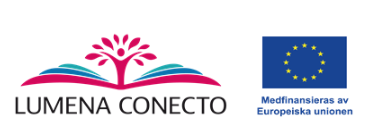 LUMENA CONECTO
Medfinansieras av
Europeiska unionen